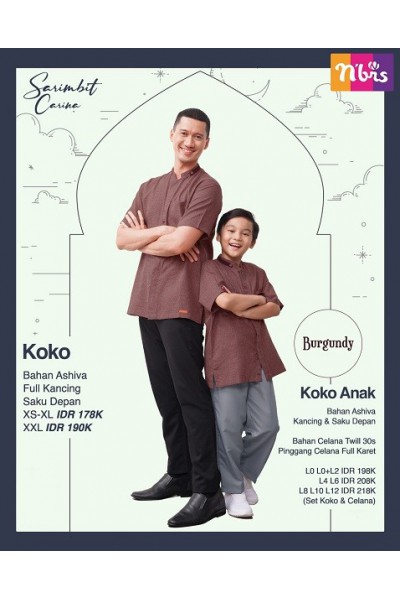 Sarimbit
Carina
n'brs
Koko
Bahan Ashiva
Full Kancing
Saku Depan
XS-XL IDR 178K
XXL IDR 190K
Burgundy
Koko Anak
Bahan Ashiva
Kancing & Saku Depan
Bahan Celana Twill 30s
Pinggang Celana Full Karet
L0 L0+L2 IDR 198K
L4 L6 IDR 208K
L8 L10 L12 IDR 218K
(Set Koko & Celana)